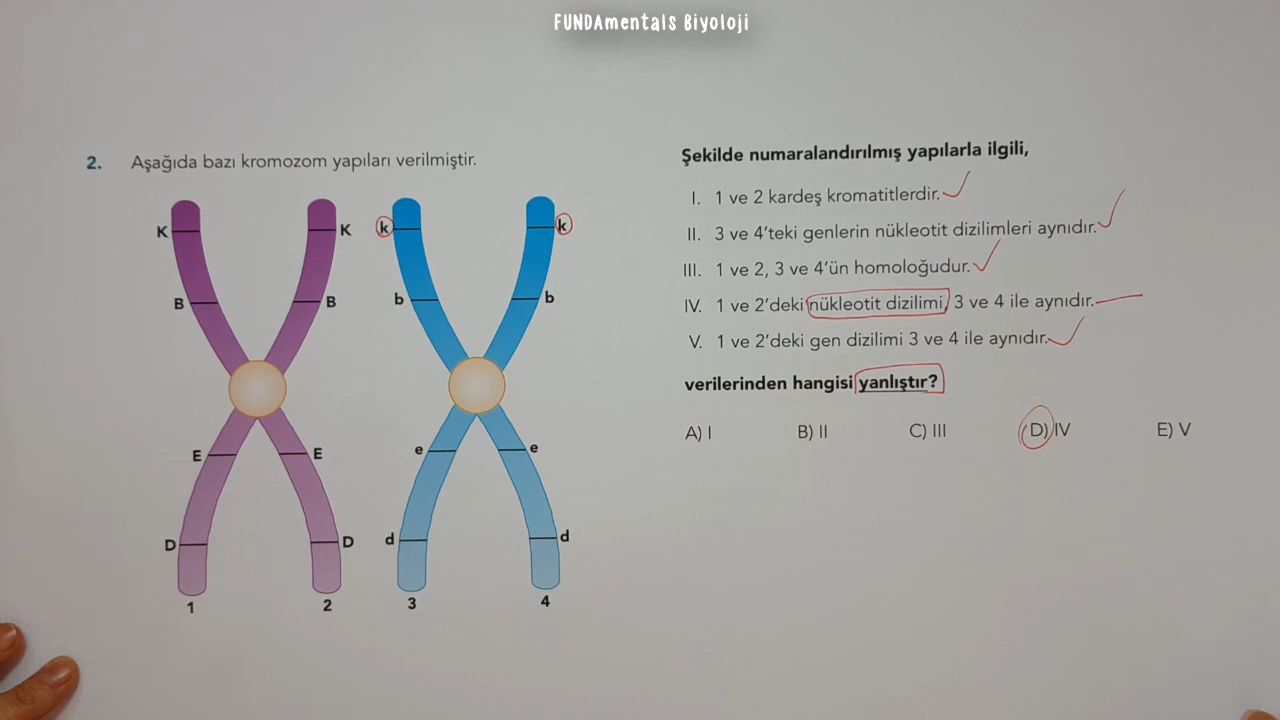 FUNDAmentals Biyoloji
2. Aşağıda bazı kromozom yapıları verilmiştir.
K K k k
B B b b
E E e e
D D d d
1 2 3 4
Şekilde numaralandırılmış yapılarla ilgili,
I. 1 ve 2 kardeş kromatitlerdir.
II. 3 ve 4'teki genlerin nükleotit dizilimleri aynıdır.
III. 1 ve 2, 3 ve 4'ün homoloğudur.
IV. 1 ve 2'deki nükleotit dizilimi, 3 ve 4 ile aynıdır.
V. 1 ve 2'deki gen dizilimi 3 ve 4 ile aynıdır.
verilerinden hangisi yanlıştır?
A) I B) II C) III D) IV E) V